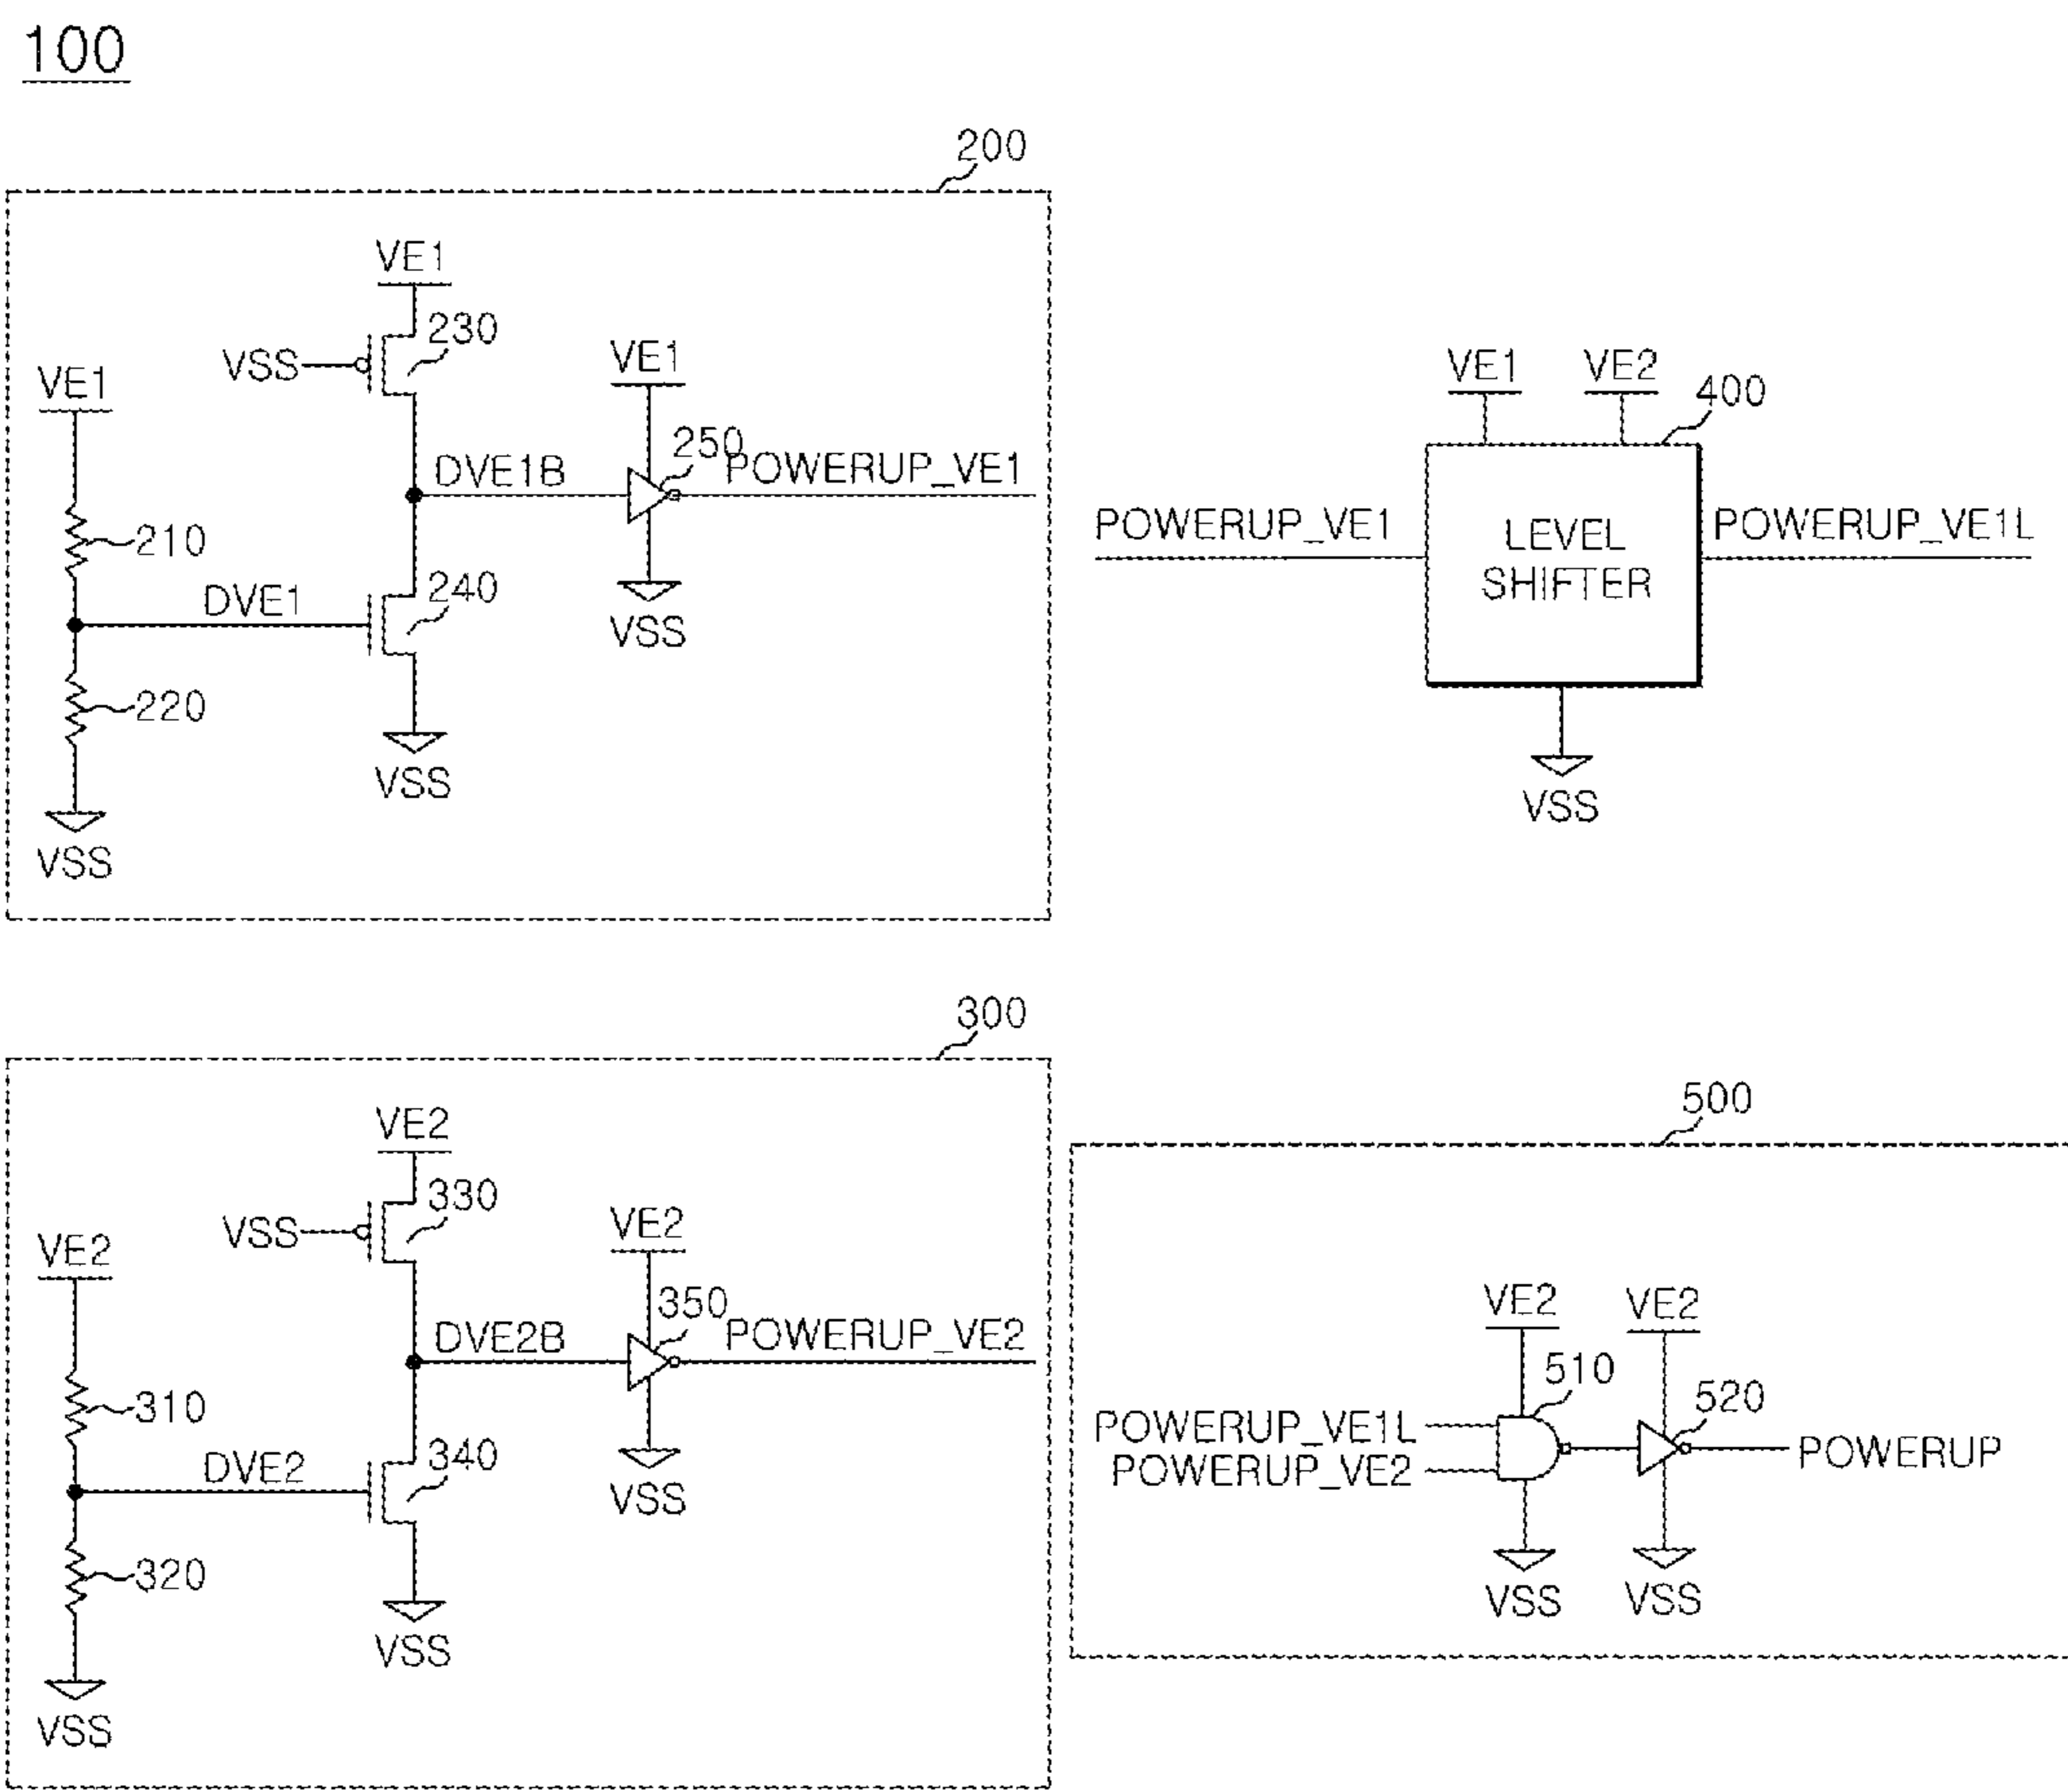 100
200
VE1
230
VSS
VE1
VE1
250
DVE1B
POWERUP_VE1
210
240
DVE1
VSS
220
VSS
VSS
VE1
VE2
400
POWERUP_VE1
LEVEL
SHIFTER
POWERUP_VE1L
VSS
300
VE2
330
VSS
VE2
VE2
350
DVE2B
POWERUP_VE2
310
340
DVE2
VSS
320
VSS
VSS
500
VE2
VE2
510
520
POWERUP_VE1L
POWERUP_VE2
POWERUP
VSS
VSS